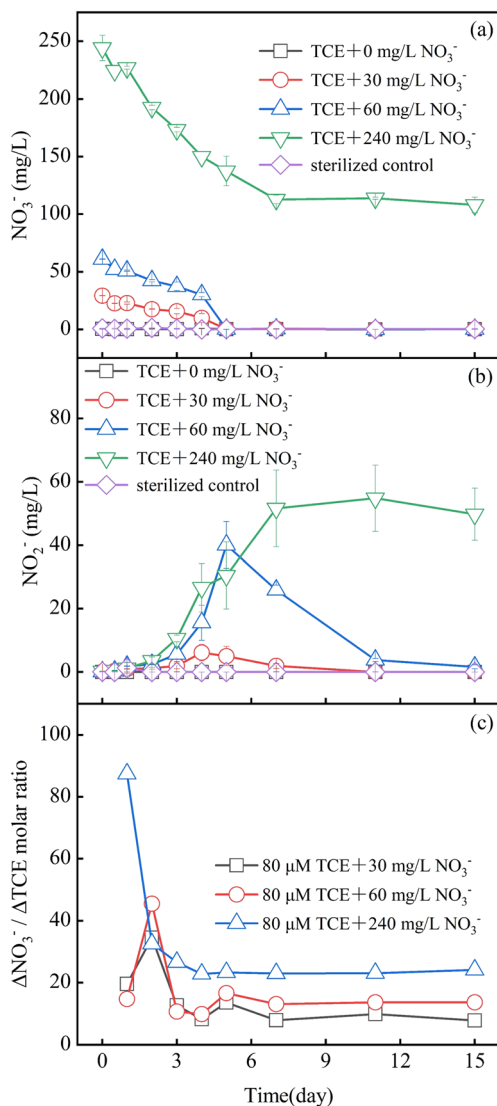 (a)
TCE+0 mg/L NO₃⁻
TCE+30 mg/L NO₃⁻
TCE+60 mg/L NO₃⁻
TCE+240 mg/L NO₃⁻
sterilized control
NO₃⁻ (mg/L)
250
200
150
100
50
0
(b)
TCE+0 mg/L NO₃⁻
TCE+30 mg/L NO₃⁻
TCE+60 mg/L NO₃⁻
TCE+240 mg/L NO₃⁻
sterilized control
NO₂⁻ (mg/L)
80
60
40
20
0
(c)
80 μM TCE+30 mg/L NO₃⁻
80 μM TCE+60 mg/L NO₃⁻
80 μM TCE+240 mg/L NO₃⁻
ΔNO₃⁻ / ΔTCE molar ratio
100
80
60
40
20
0
0 3 6 9 12 15
Time(day)